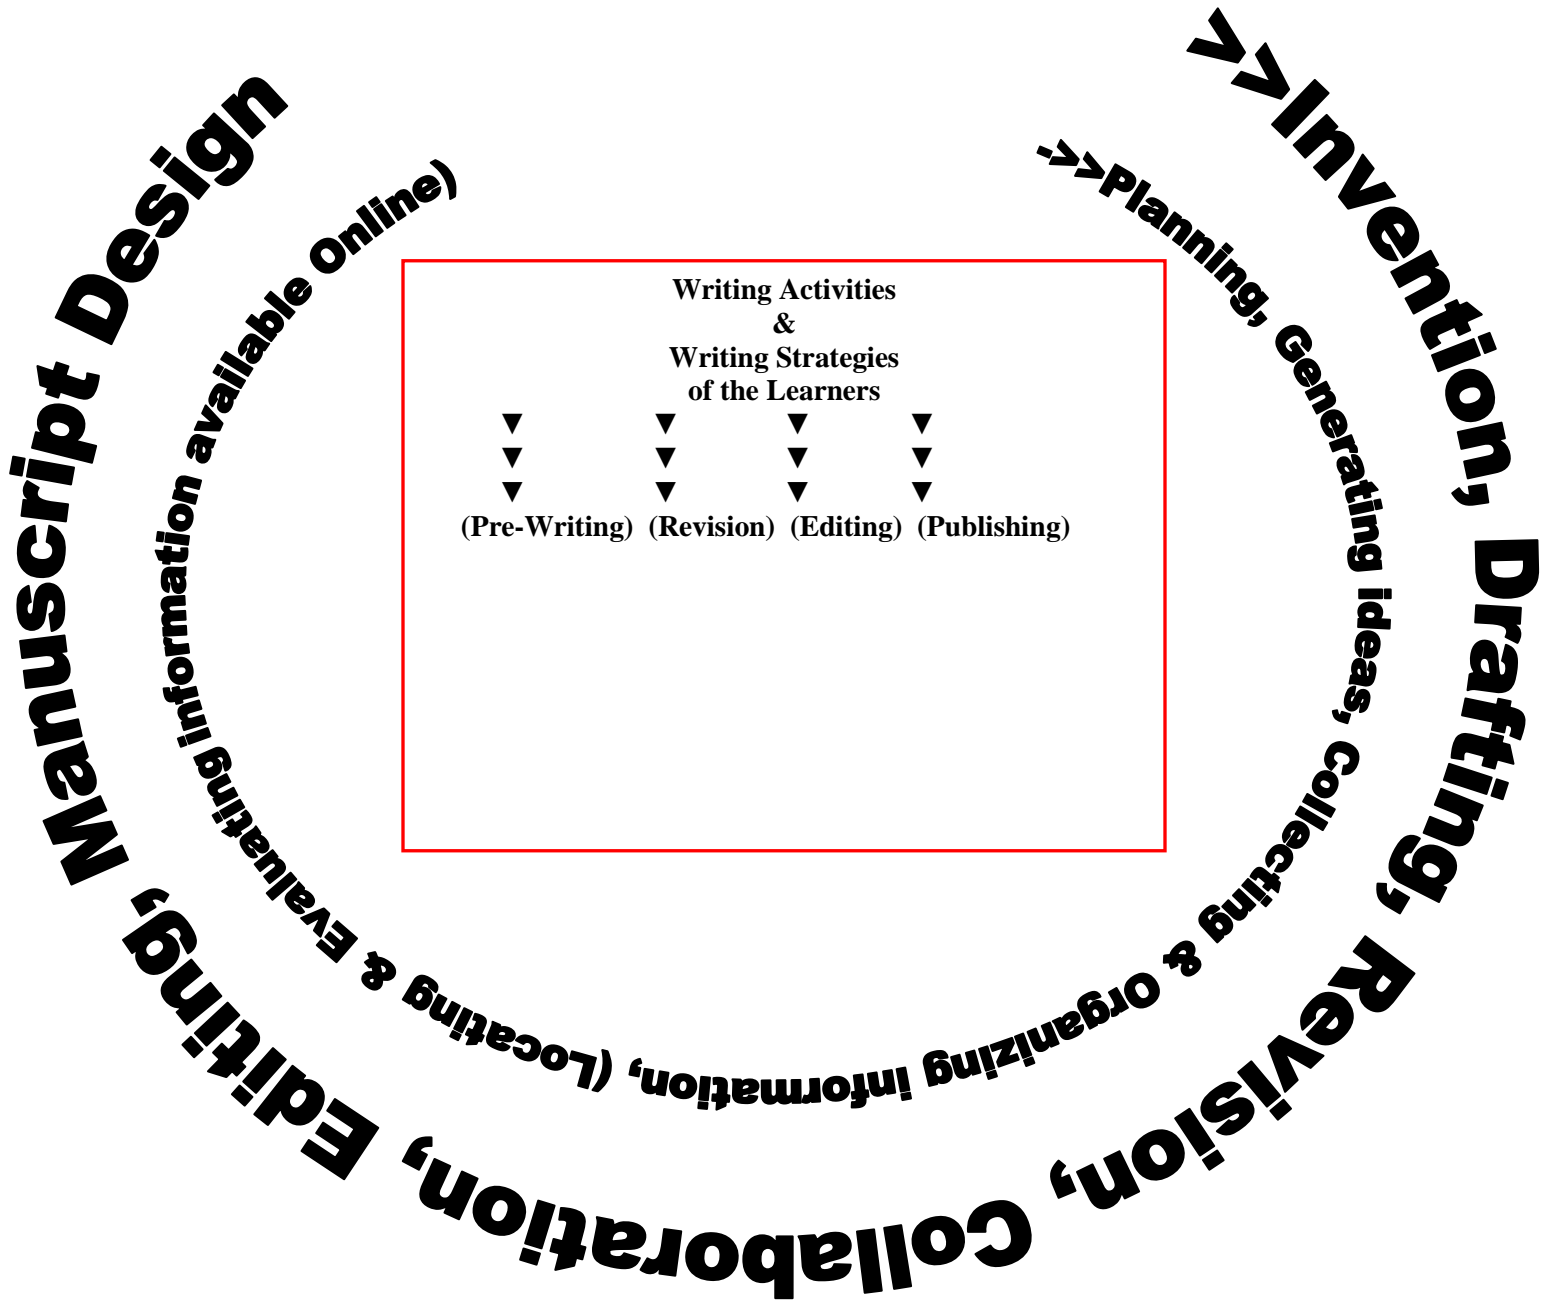 >>Invention, Drafting, Revision, Collaboration, Editing, Manuscript Design
->>Planning, Generating ideas, Collecting & Organizing information, (Locating & Evaluating information available Online)
Writing Activities
&
Writing Strategies
of the Learners
▼ ▼ ▼ ▼
▼ ▼ ▼ ▼
▼ ▼ ▼ ▼
(Pre-Writing) (Revision) (Editing) (Publishing)